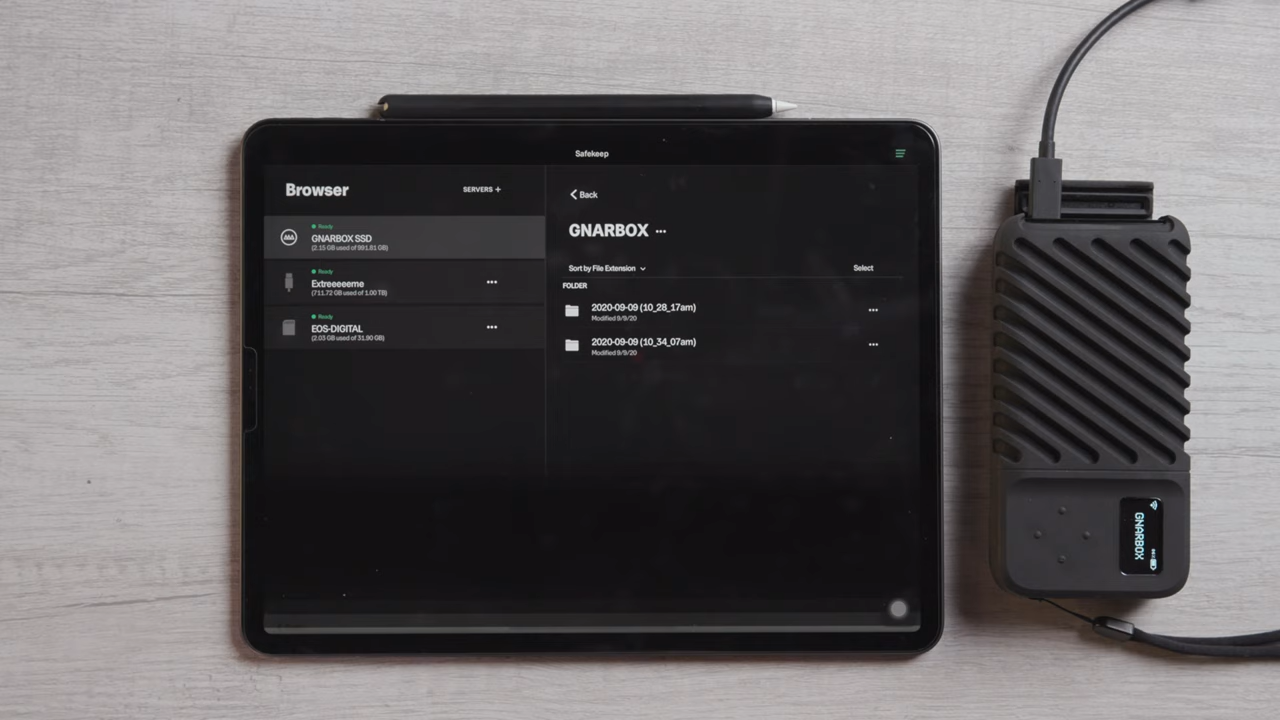 Safekeep
Browser
SERVERS +
Ready
GNARBOX SSD
(2.15 GB used of 991.81 GB)
Ready
Extreeeeeme
(711.72 GB used of 1.00 TB)
Ready
EOS-DIGITAL
(2.03 GB used of 31.90 GB)
Back
GNARBOX
Sort by File Extension
Select
FOLDER
2020-09-09 (10_28_17am)
Modified 9/9/20
2020-09-09 (10_34_07am)
Modified 9/9/20
GNARBOX